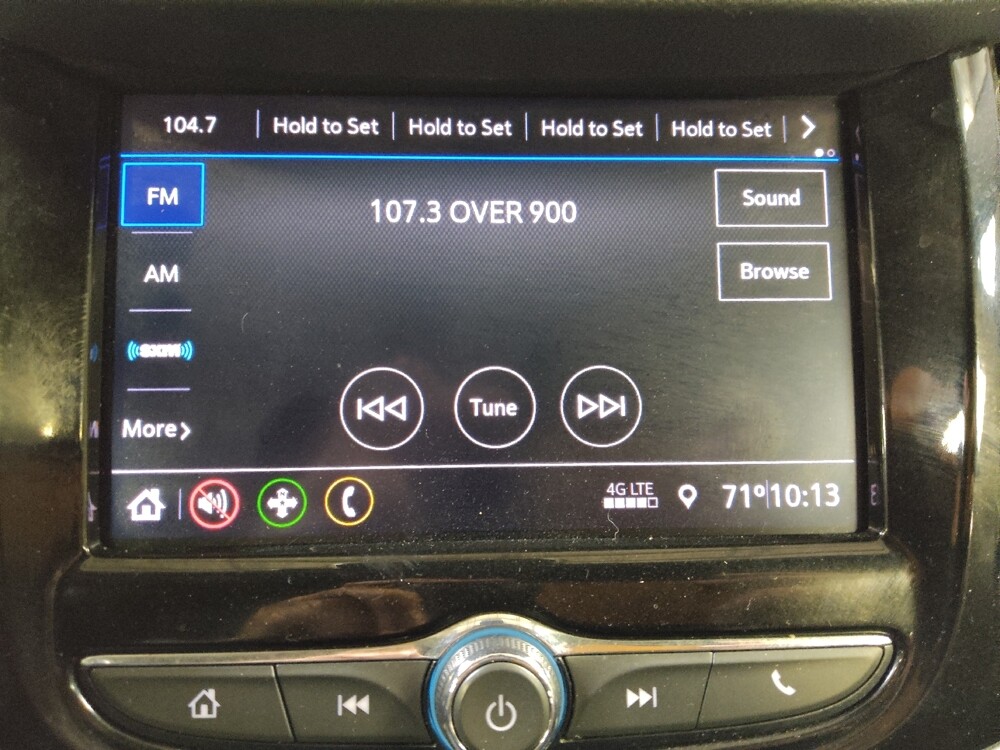 104.7 Hold to Set Hold to Set Hold to Set Hold to Set
FM
107.3 OVER 900
Sound
AM
Browse
SXM
Tune
More
4G LTE
71° 10:13